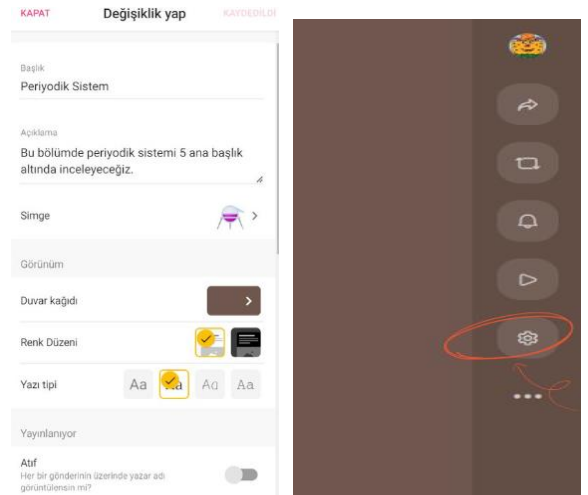 KAPAT Değişiklik yap KAYDEDİLDİ
Başlık
Periyodik Sistem
Açıklama
Bu bölümde periyodik sistemi 5 ana başlık
altında inceleyeceğiz.
Simge
Görünüm
Duvar kağıdı
Renk Düzeni
Yazı tipi Aa Aa Aa Aa
Yayınlanıyor
Atıf
Her bir gönderinin üzerinde yazar adı
görüntülensin mi?